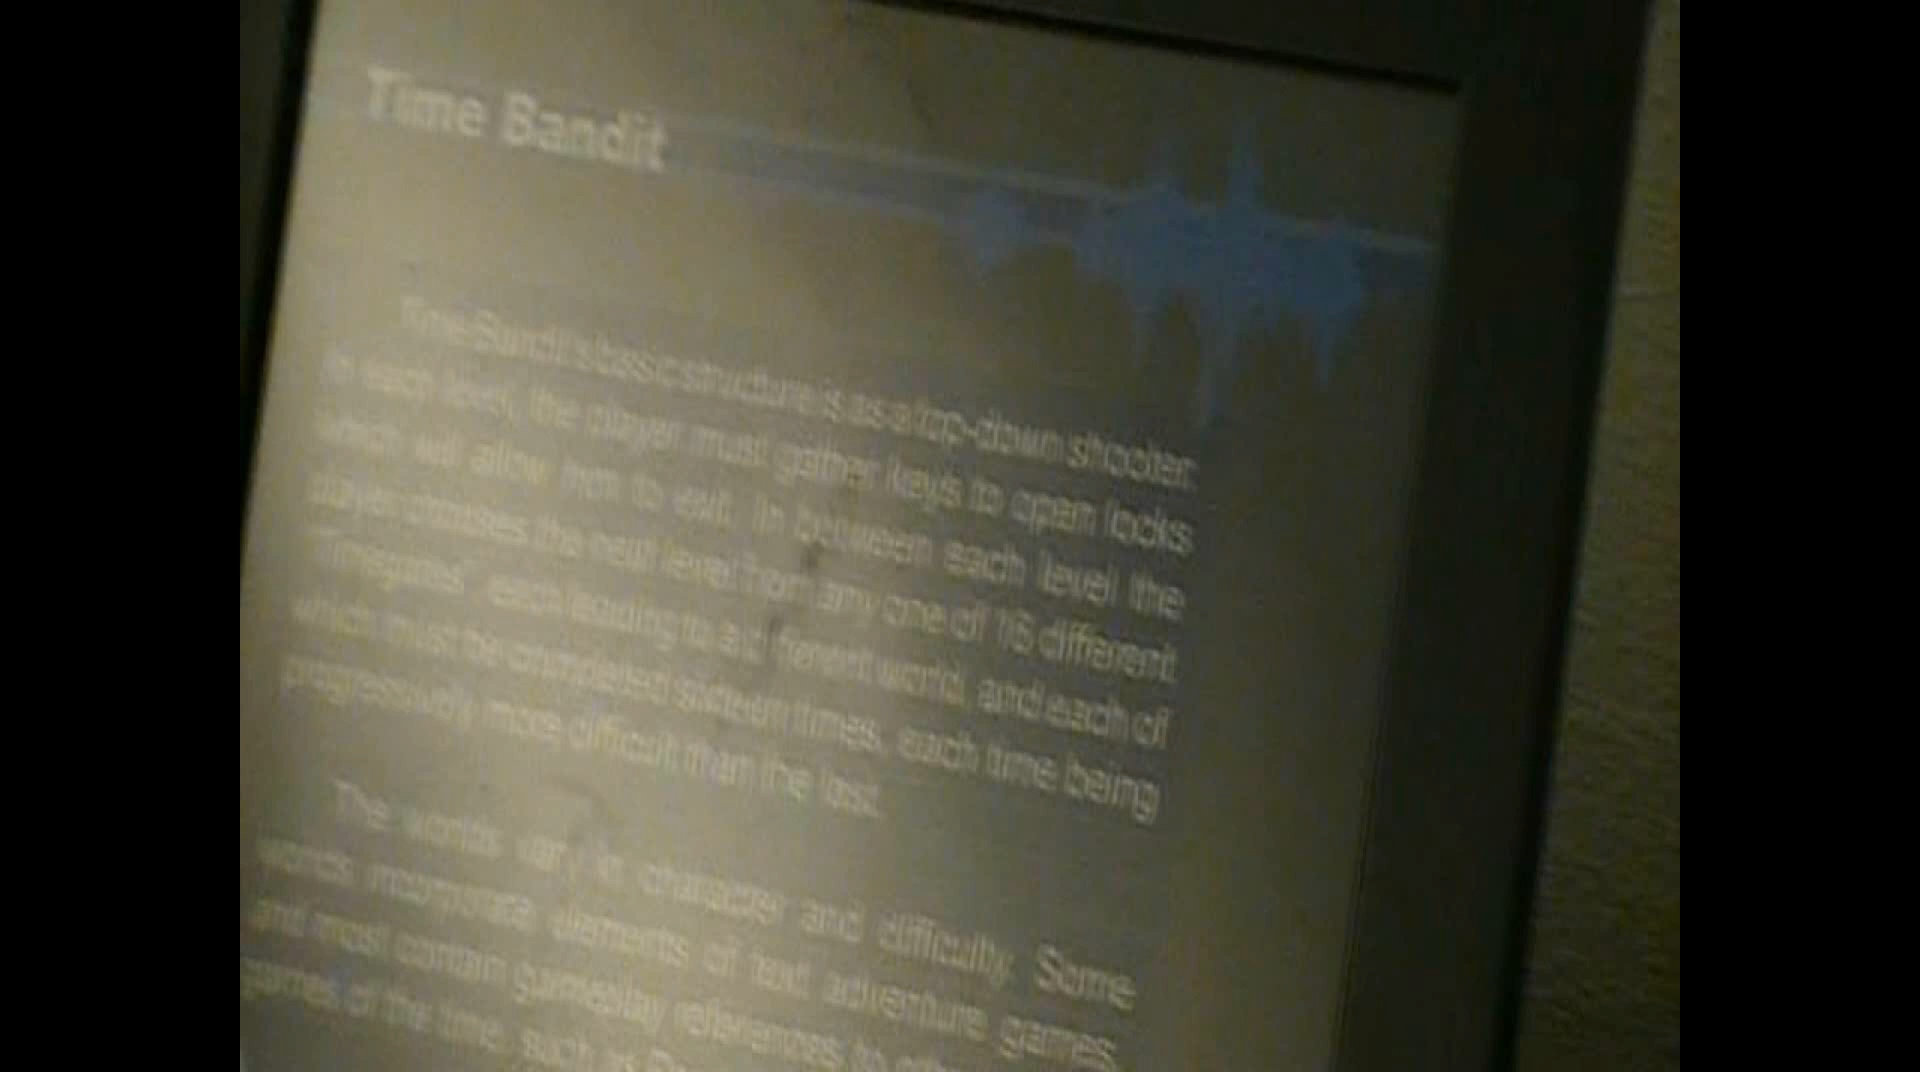 Time Bandit
Time Bandit's basic structure is as a top-down shooter.
In each level, the player must gather keys to open locks
which will allow him to exit. In between each level the
player chooses the next level from any one of 16 different
"Timegates", each leading to a different world, and each of
which must be completed sixteen times, each time being
progressively more difficult than the last.
The worlds vary in character and difficulty. Some
worlds incorporate elements of text adventure games,
and most contain gameplay references to
games of the time, such as